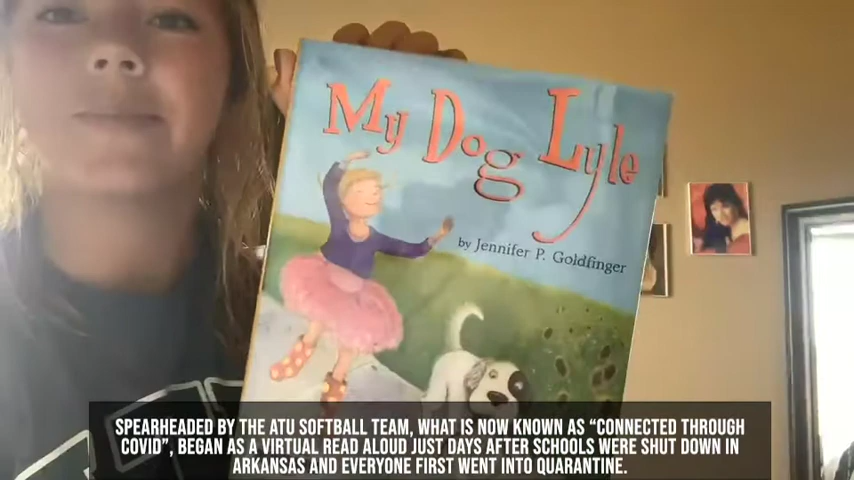 My Dog Lyle
by Jennifer P. Goldfinger
SPEARHEADED BY THE ATU SOFTBALL TEAM, WHAT IS NOW KNOWN AS “CONNECTED THROUGH
COVID”, BEGAN AS A VIRTUAL READ ALOUD JUST DAYS AFTER SCHOOLS WERE SHUT DOWN IN
ARKANSAS AND EVERYONE FIRST WENT INTO QUARANTINE.